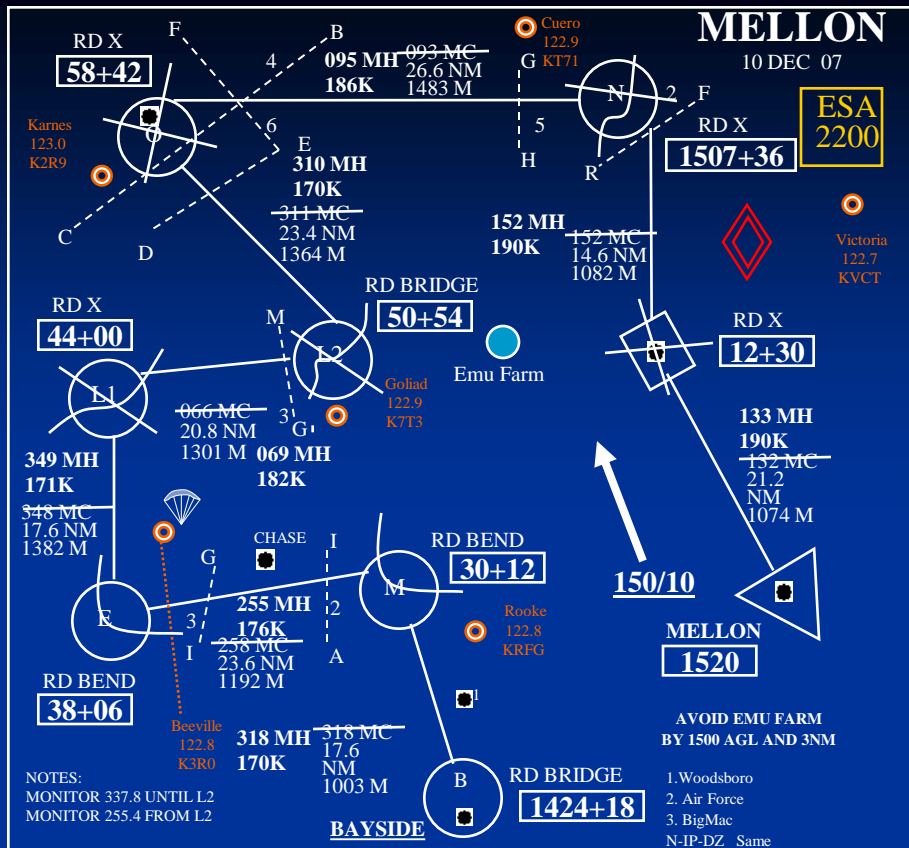 MELLON
10 DEC 07
ESA
2200
RD X
58+42
F
B
4
095 MH
186K
093 MC
26.6 NM
1483 M
Cuero
122.9
KT71
G
5
H
N
2
F
R
RD X
1507+36
Karnes
123.0
K2R9
O
6
E
C
D
310 MH
170K
311 MC
23.4 NM
1364 M
152 MH
190K
152 MC
14.6 NM
1082 M
Victoria
122.7
KVCT
RD BRIDGE
50+54
RD X
44+00
M
L2
L1
3
G
Emu Farm
RD X
12+30
Goliad
122.9
K7T3
066 MC
20.8 NM
1301 M
069 MH
182K
349 MH
171K
348 MC
17.6 NM
1382 M
133 MH
190K
132 MC
21.2
NM
1074 M
CHASE
G
3
I
I
2
A
RD BEND
30+12
M
150/10
255 MH
176K
258 MC
23.6 NM
1192 M
E
RD BEND
38+06
Rooke
122.8
KRFG
MELLON
1520
1
Beeville
122.8
K3R0
318 MH
170K
318 MC
17.6
NM
1003 M
B
RD BRIDGE
1424+18
BAYSIDE
AVOID EMU FARM
BY 1500 AGL AND 3NM
NOTES:
MONITOR 337.8 UNTIL L2
MONITOR 255.4 FROM L2
1.Woodsboro
2. Air Force
3. BigMac
N-IP-DZ Same